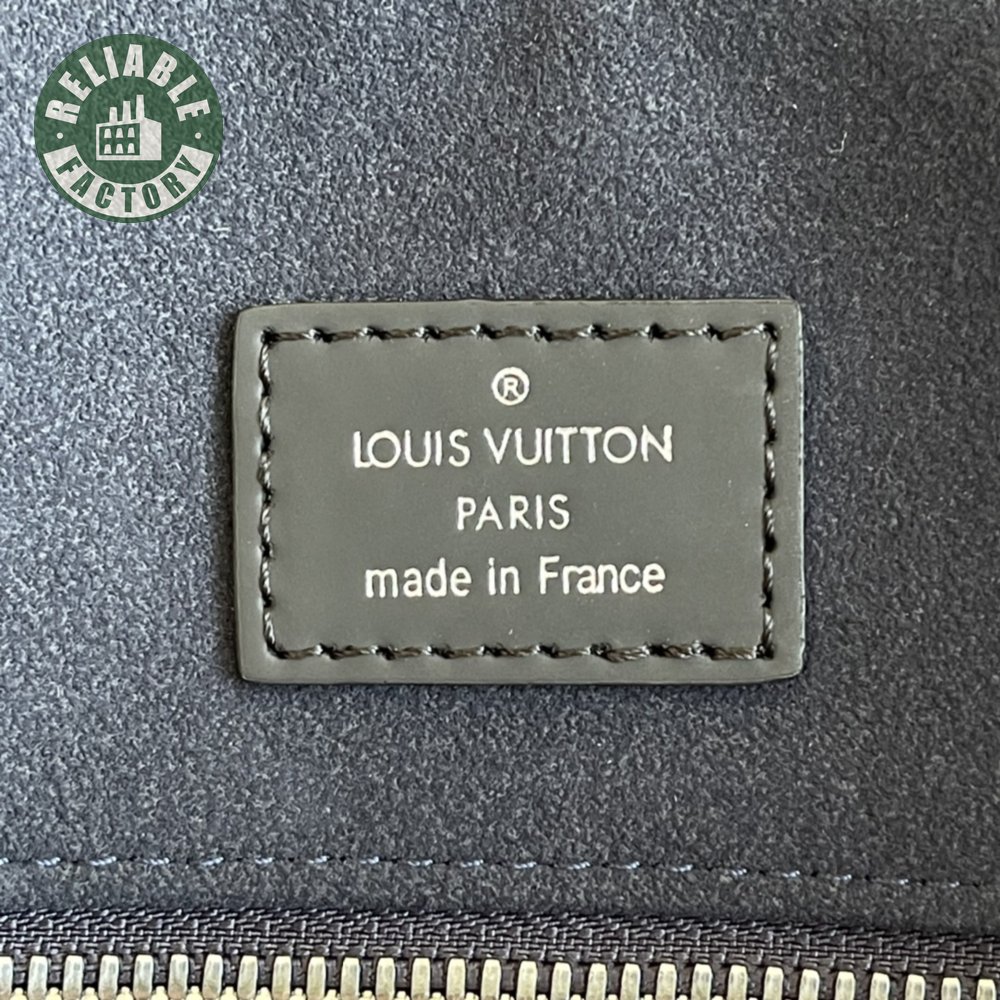 RELIABLE
FACTORY
®
LOUIS VUITTON
PARIS
made in France